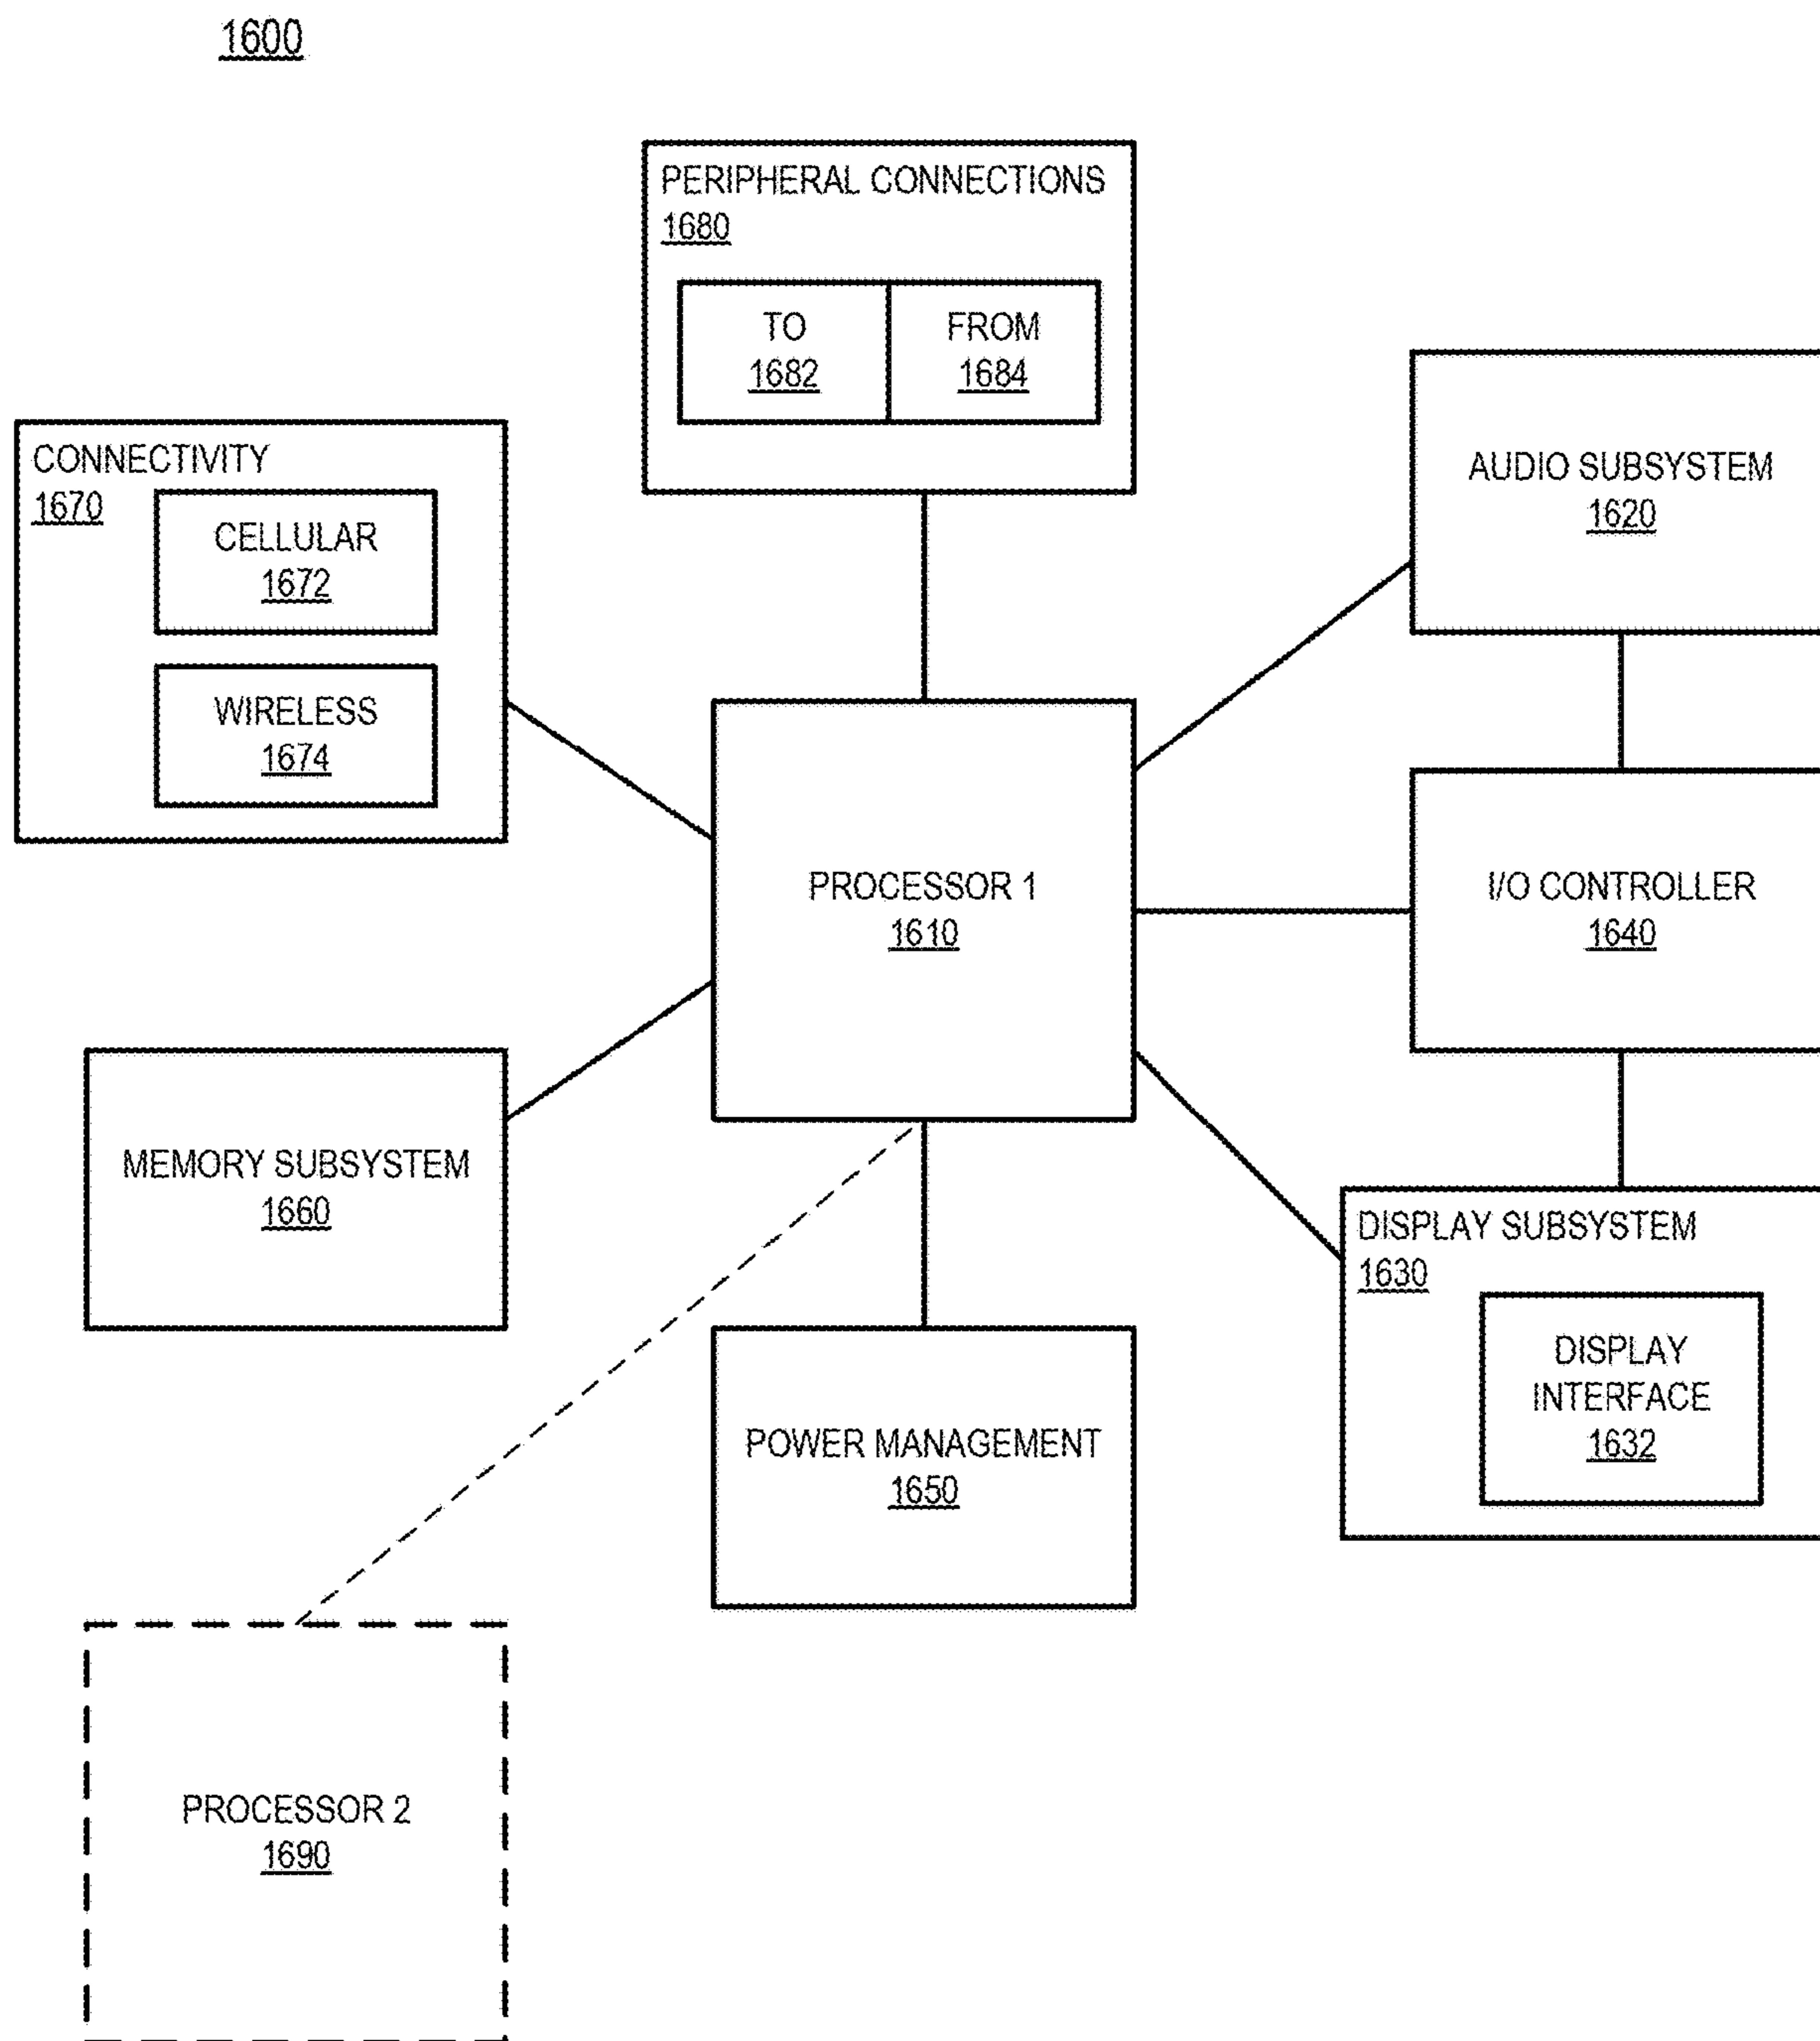 1600
PERIPHERAL CONNECTIONS
1680
TO
1682
FROM
1684
CONNECTIVITY
1670
CELLULAR
1672
WIRELESS
1674
AUDIO SUBSYSTEM
1620
PROCESSOR 1
1610
I/O CONTROLLER
1640
MEMORY SUBSYSTEM
1660
DISPLAY SUBSYSTEM
1630
DISPLAY
INTERFACE
1632
POWER MANAGEMENT
1650
PROCESSOR 2
1690